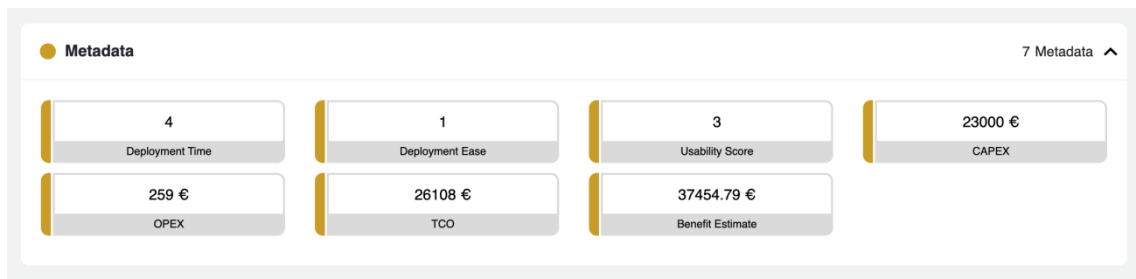 Metadata
7 Metadata
4
Deployment Time
1
Deployment Ease
3
Usability Score
23000 €
CAPEX
259 €
OPEX
26108 €
TCO
37454.79 €
Benefit Estimate